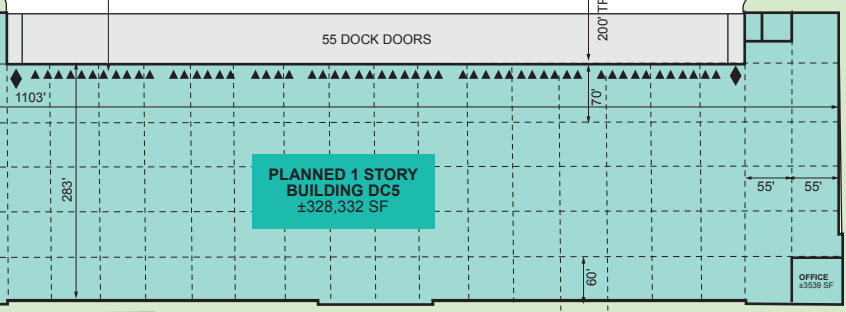 200' TR
55 DOCK DOORS
1103'
70'
283'
PLANNED 1 STORY
BUILDING DC5
±328,332 SF
55' 55'
60'
OFFICE
±3539 SF